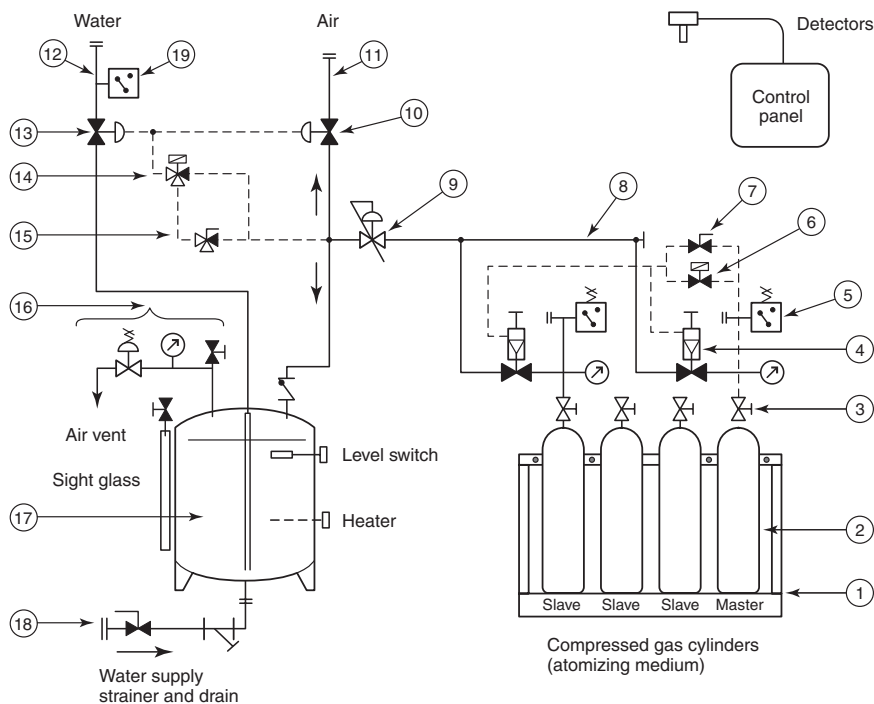 Water
Air
Detectors
Control
panel
12
19
11
13
10
14
9
8
7
6
15
16
5
4
Air vent
3
Level switch
Sight glass
17
Heater
2
1
Slave Slave Slave Master
18
Compressed gas cylinders
(atomizing medium)
Water supply
strainer and drain